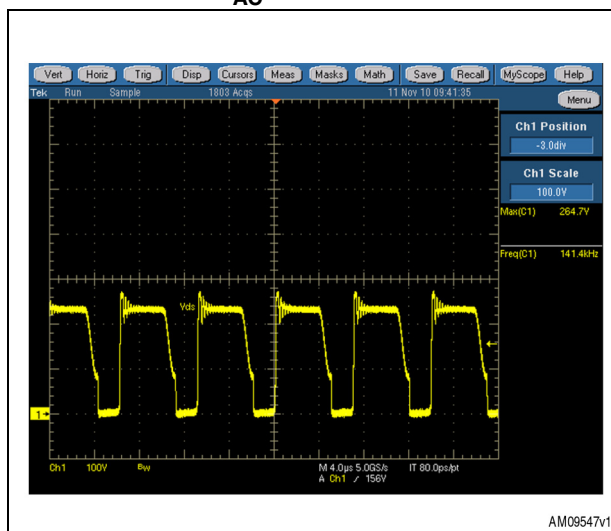 Vert Horiz Trig Disp Cursors Meas Masks Math Save Recall MyScope Help
Tek Run Sample 1803 Acqs 11 Nov 10 09:41:35
Menu
Ch1 Position
-3.0div
Ch1 Scale
100.0V
Max(C1) 264.7V
Freq(C1) 141.4kHz
Vds
1
Ch1 100V Bw M 4.0µs 5.0GS/s IT 80.0ps/pt
A Ch1 156V
AM09547v1